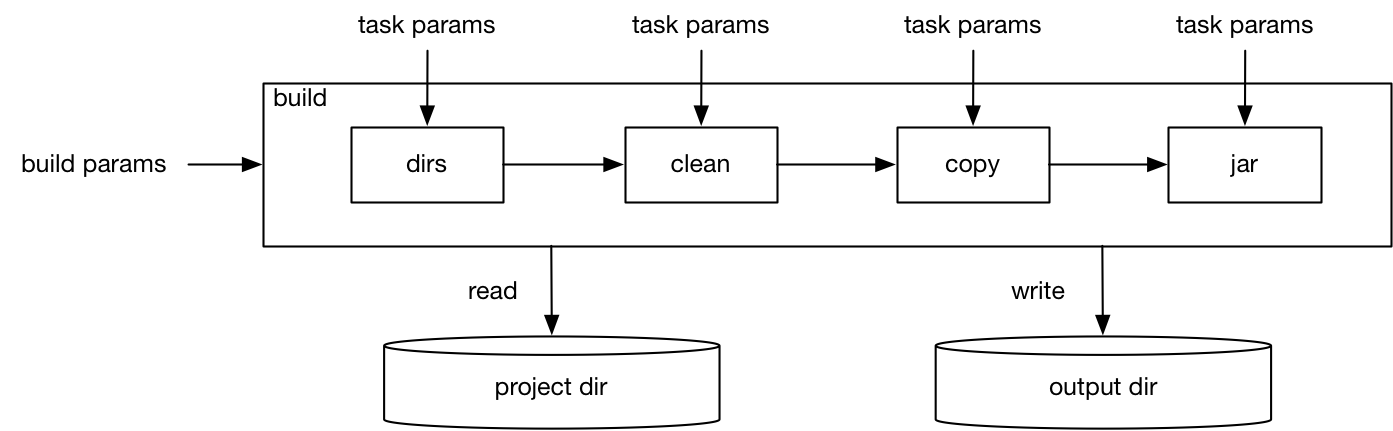 task params
task params
task params
task params
build
build params
dirs
clean
copy
jar
read
write
project dir
output dir